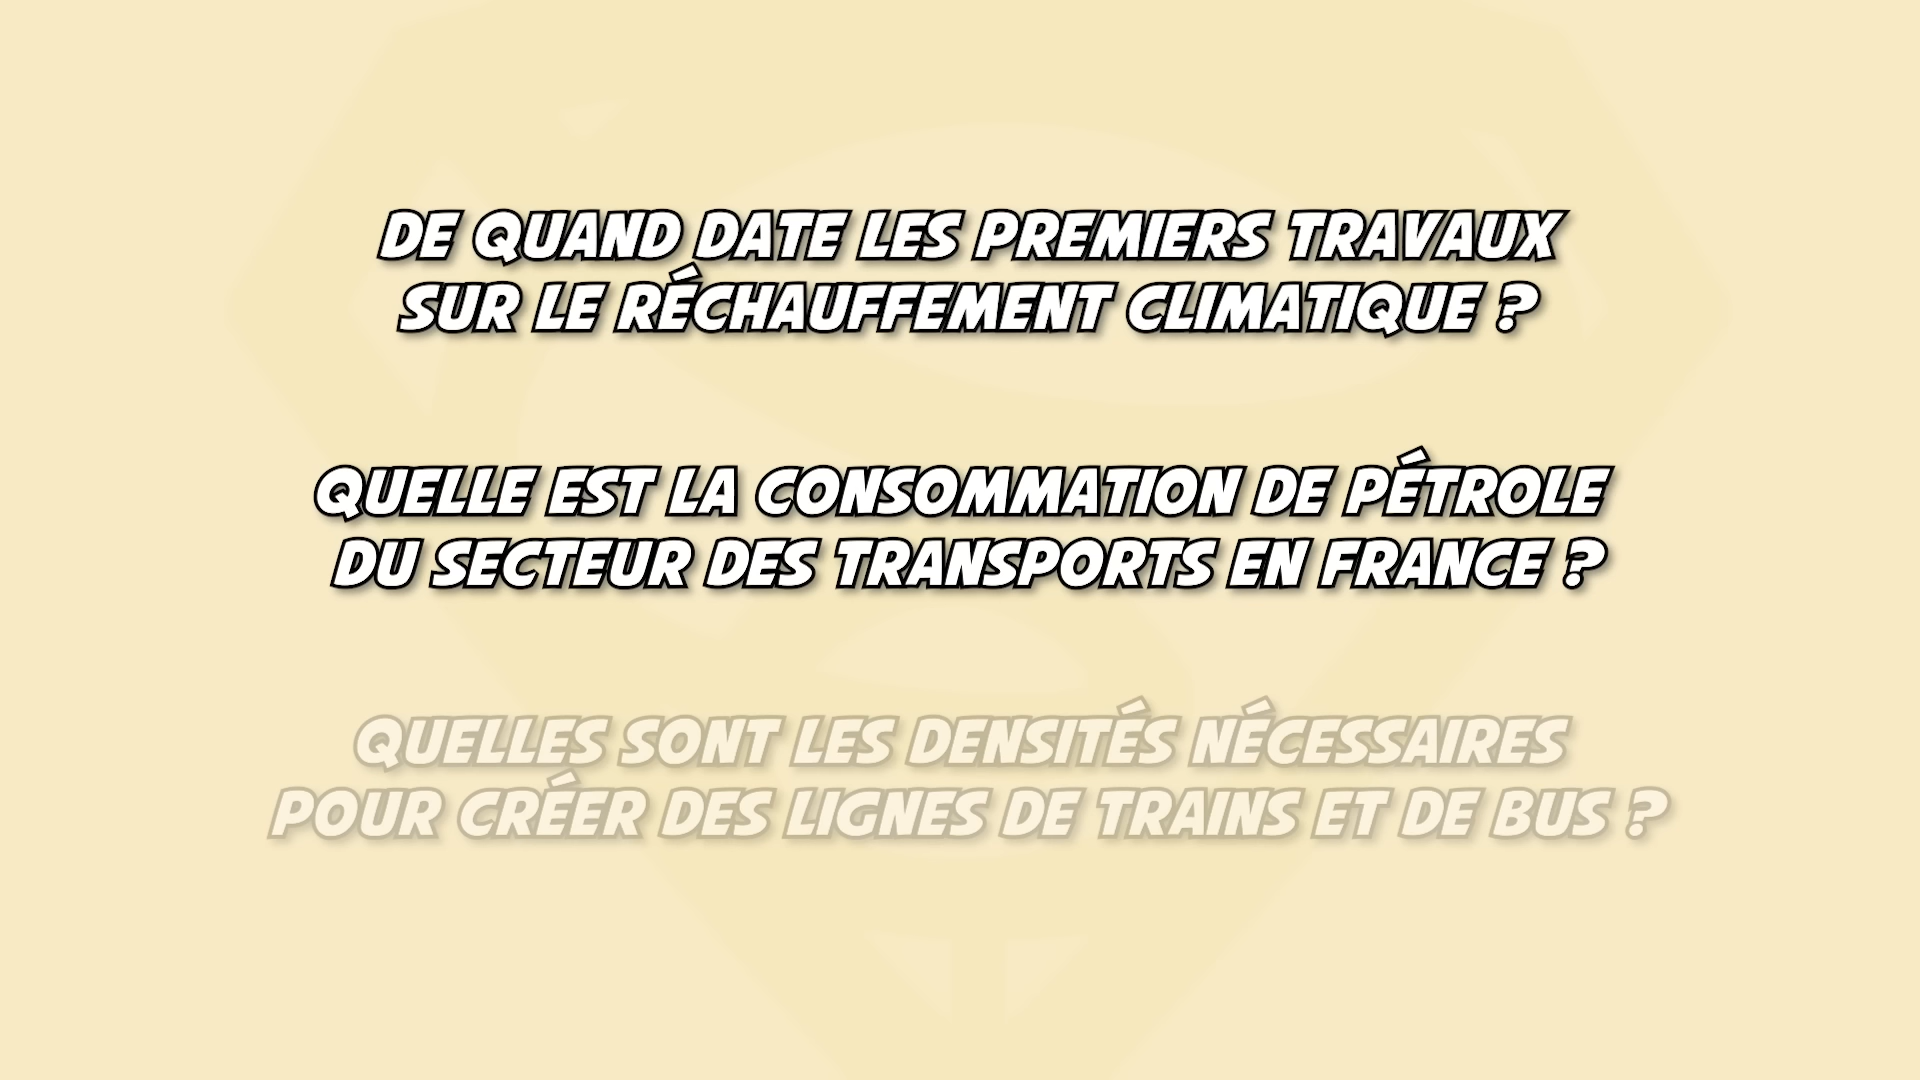 DE QUAND DATE LES PREMIERS TRAVAUX
SUR LE RÉCHAUFFEMENT CLIMATIQUE ?
QUELLE EST LA CONSOMMATION DE PÉTROLE
DU SECTEUR DES TRANSPORTS EN FRANCE ?
QUELLES SONT LES DENSITÉS NÉCESSAIRES
POUR CRÉER DES LIGNES DE TRAINS ET DE BUS ?